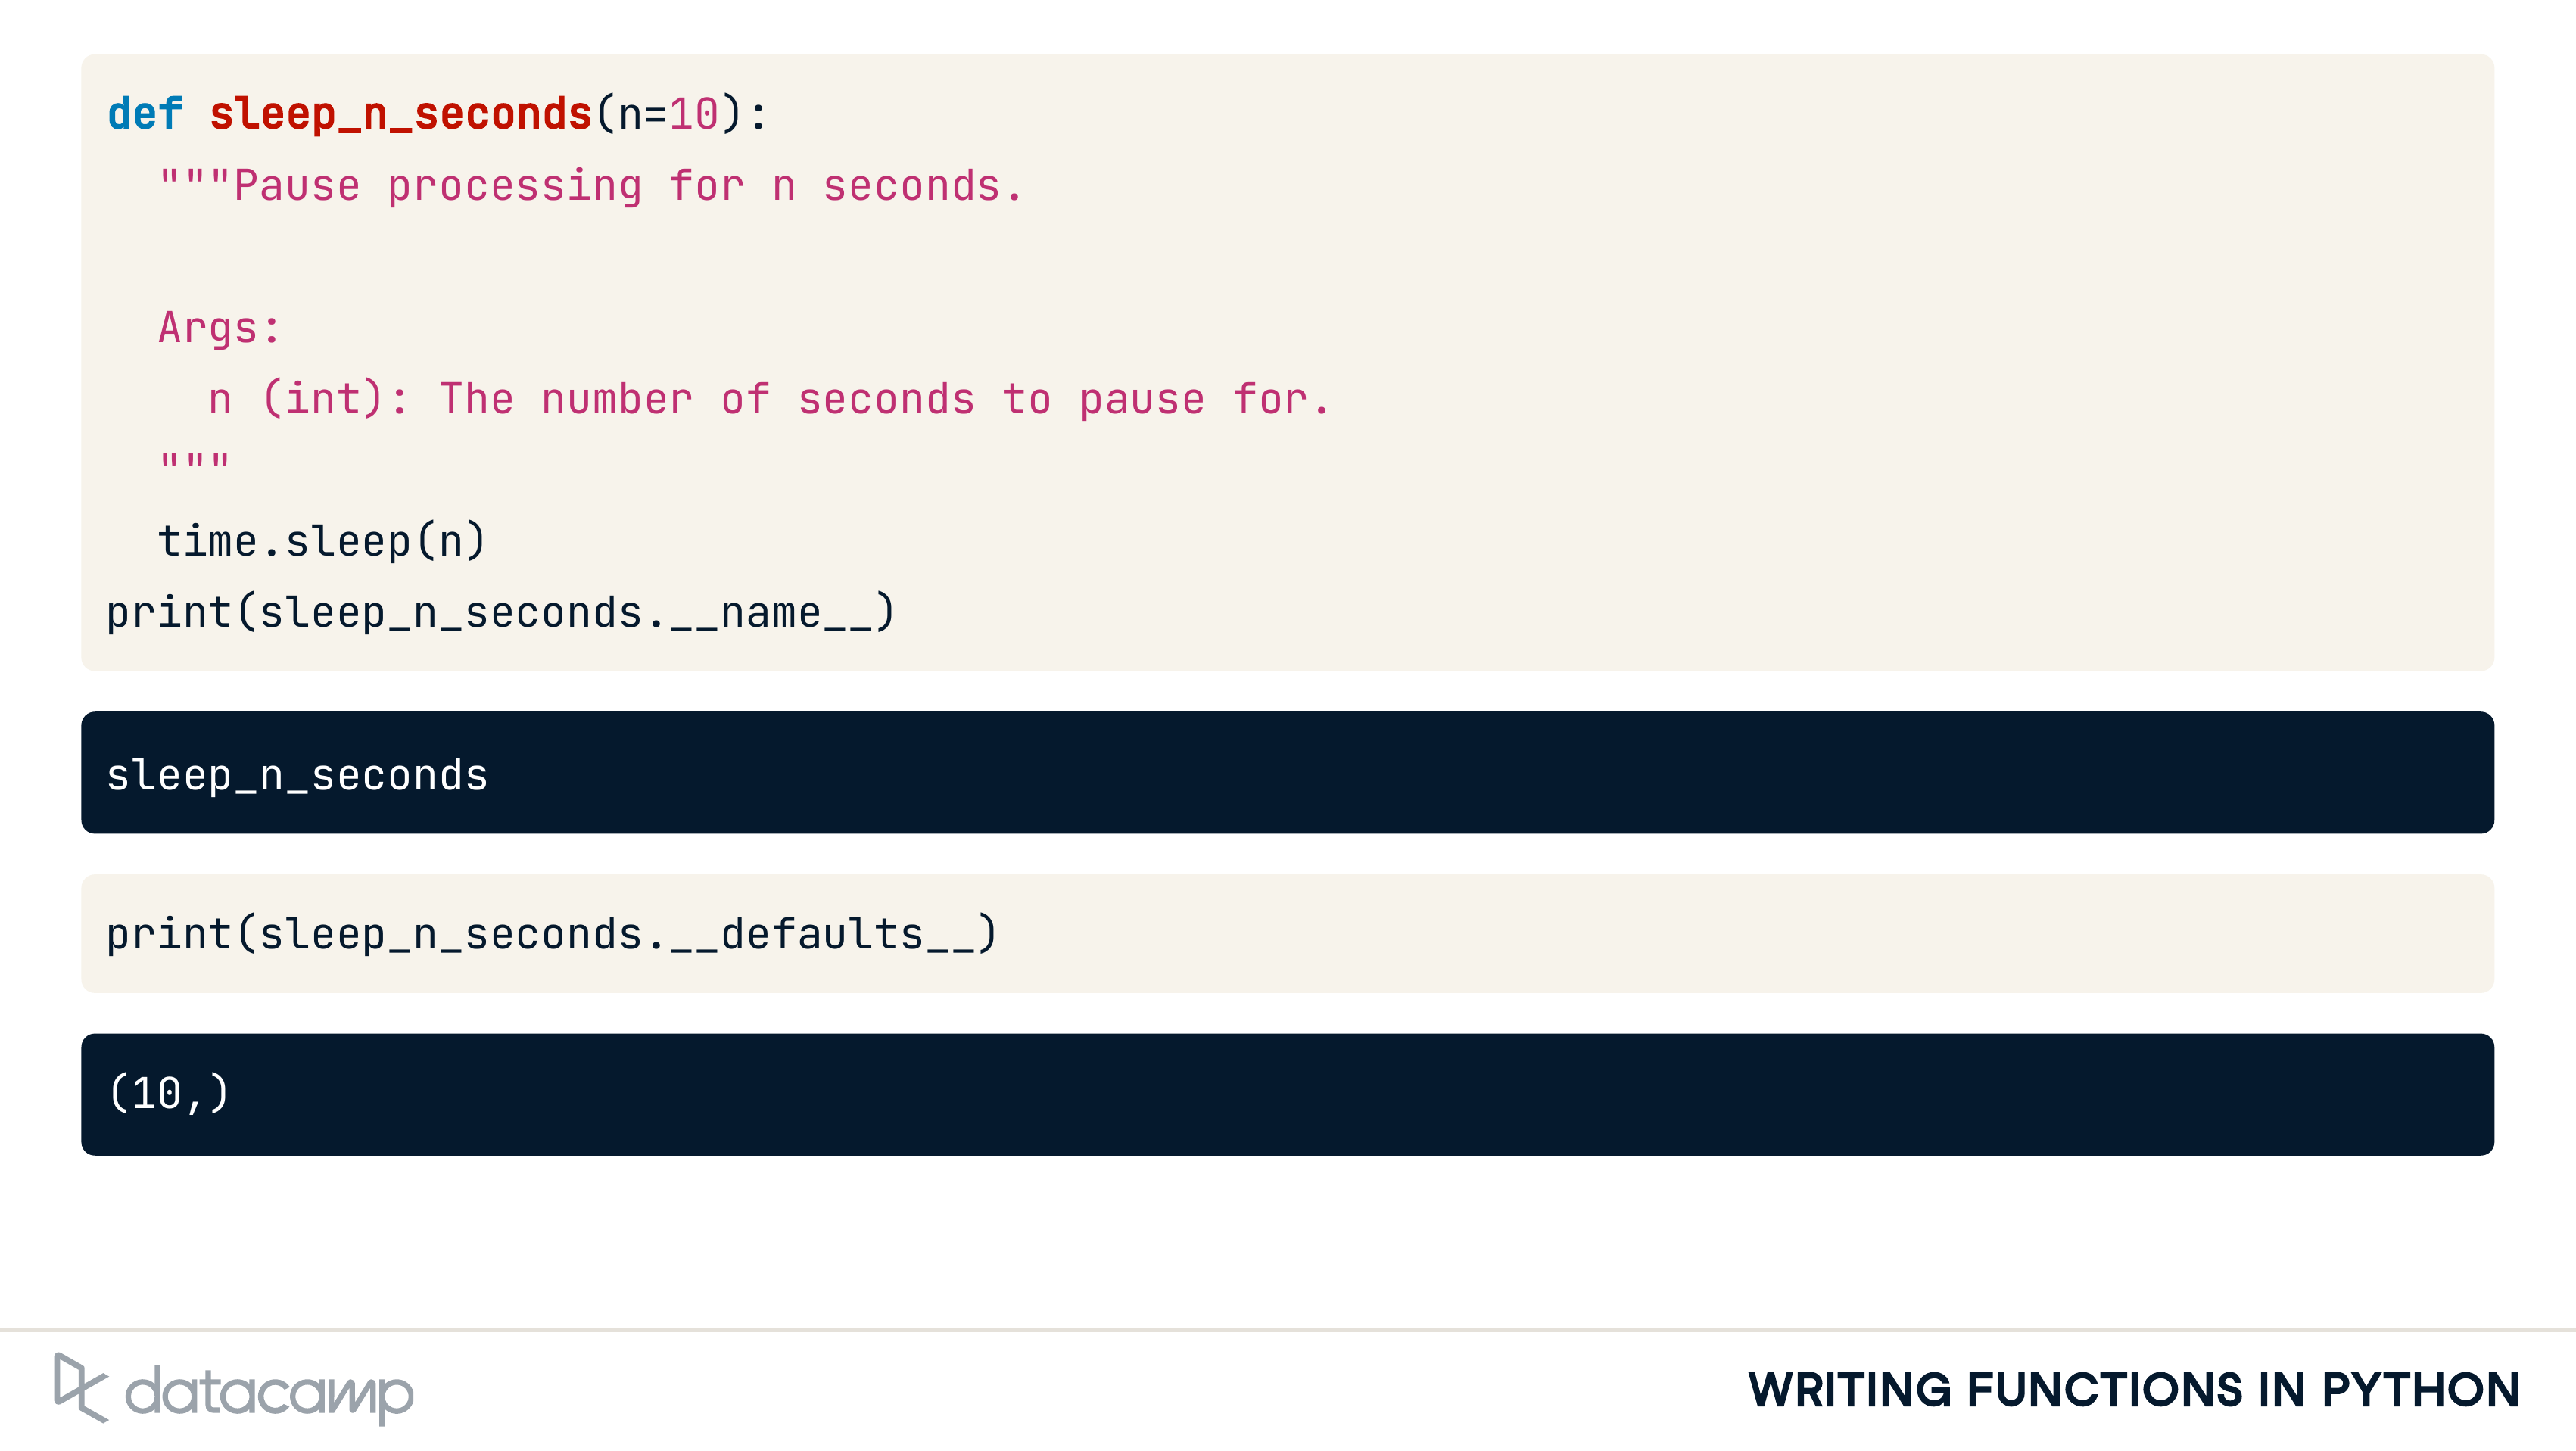 def sleep_n_seconds(n=10):
  """Pause processing for n seconds.

  Args:
    n (int): The number of seconds to pause for.
  """
  time.sleep(n)
print(sleep_n_seconds.__name__)
sleep_n_seconds
print(sleep_n_seconds.__defaults__)
(10,)
datacamp
WRITING FUNCTIONS IN PYTHON